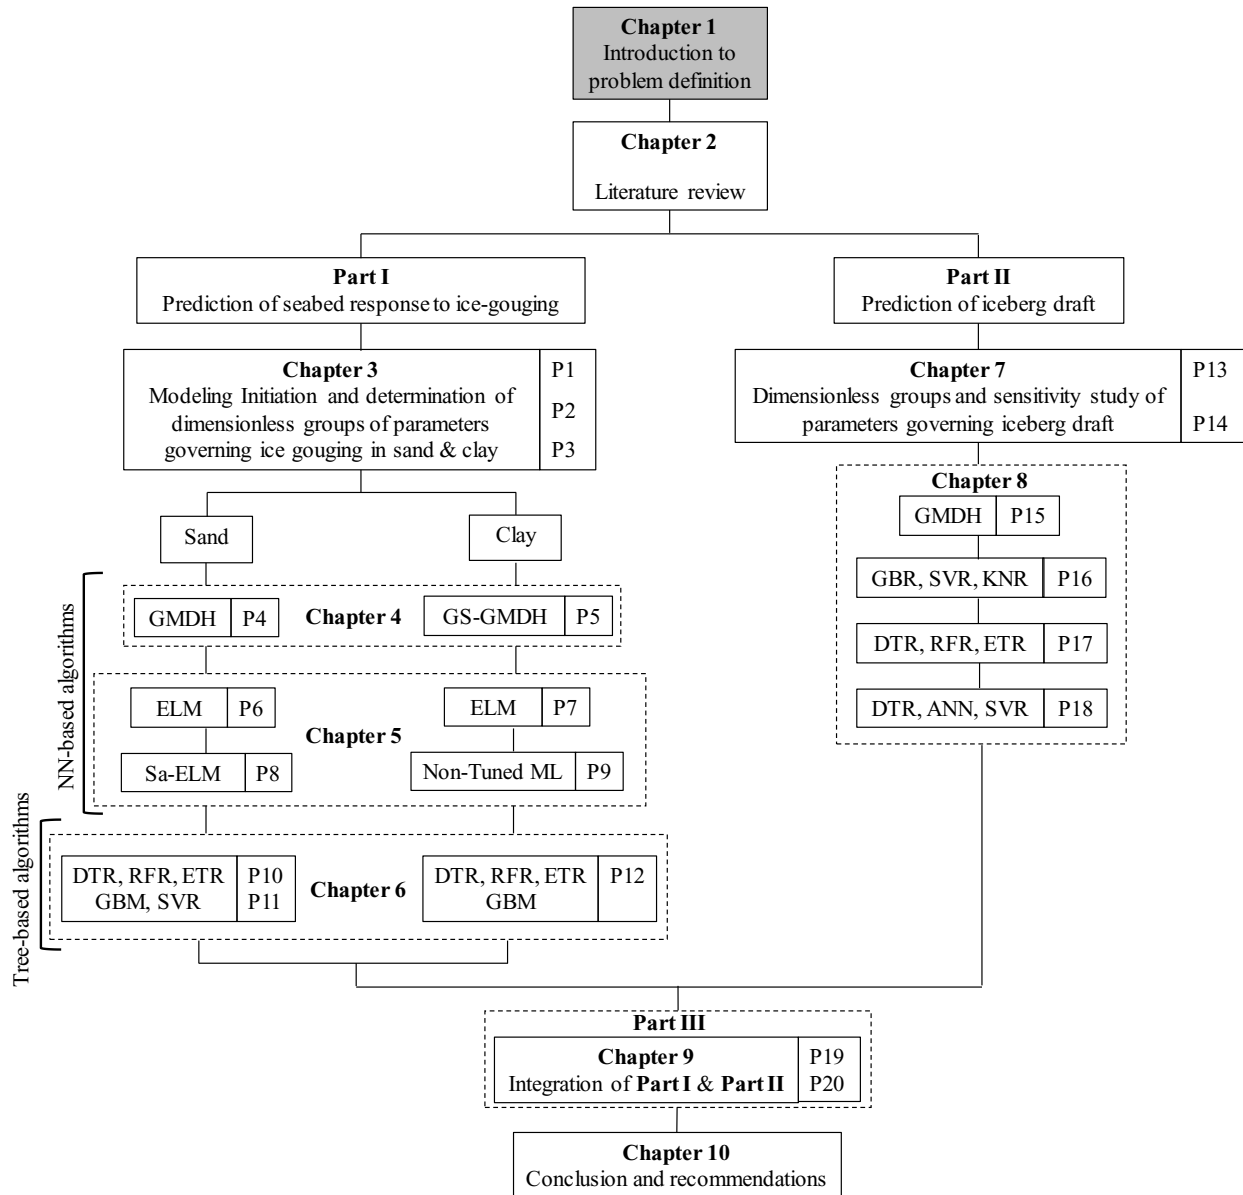 Chapter 1
Introduction to
problem definition
Chapter 2
Literature review
Part I
Prediction of seabed response to ice-gouging
Part II
Prediction of iceberg draft
Chapter 3
Modeling Initiation and determination of
dimensionless groups of parameters
governing ice gouging in sand & clay
P1
P2
P3
Chapter 7
Dimensionless groups and sensitivity study of
parameters governing iceberg draft
P13
P14
Sand
Clay
NN-based algorithms
GMDH P4
Chapter 4
GS-GMDH P5
ELM P6
Chapter 5
ELM P7
Sa-ELM P8
Non-Tuned ML P9
Tree-based algorithms
DTR, RFR, ETR
GBM, SVR
P10
P11
Chapter 6
DTR, RFR, ETR
GBM
P12
Chapter 8
GMDH P15
GBR, SVR, KNR P16
DTR, RFR, ETR P17
DTR, ANN, SVR P18
Part III
Chapter 9
Integration of Part I & Part II
P19
P20
Chapter 10
Conclusion and recommendations